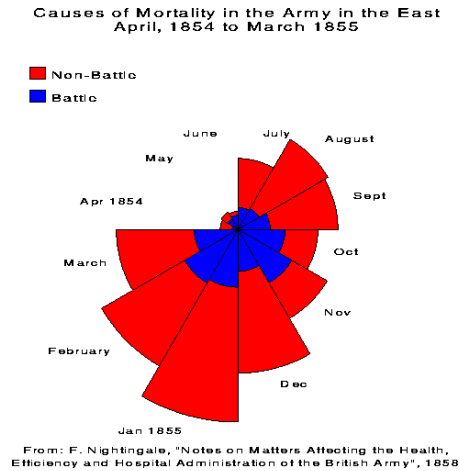 Causes of Mortality in the Army in the East
April, 1854 to March 1855
Non-Battle
Battle
June
July
August
May
Sept
Apr 1854
Oct
March
Nov
February
Dec
Jan 1855
From: F. Nightingale, "Notes on Matters Affecting the Health,
Efficiency and Hospital Administration of the British Army", 1858